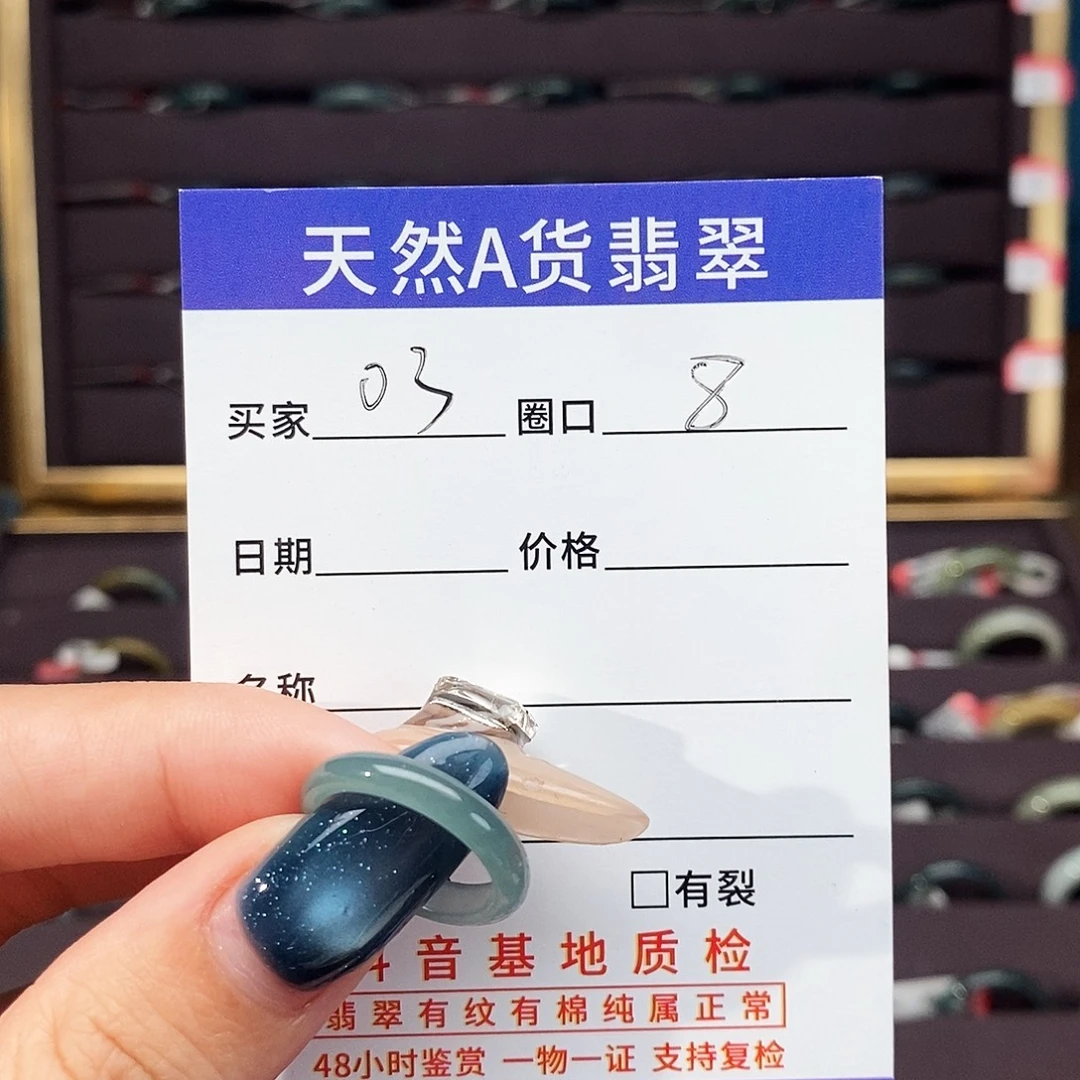 天然A货翡翠
买家 03 圈口 8
日期 价格
名称
有裂
音基地质检
翡翠有纹有棉纯属正常
48小时鉴赏 一物一证 支持复检